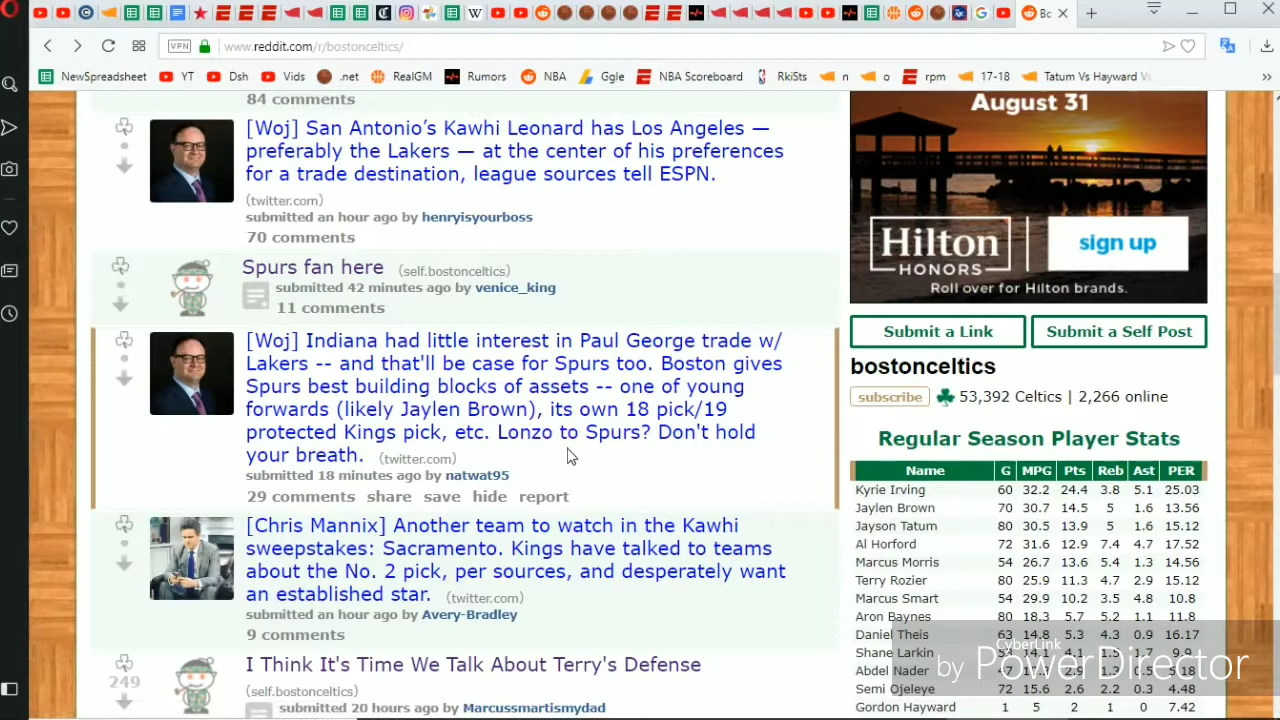 Bc
VPN
www.reddit.com/r/bostonceltics/
NewSpreadsheet YT Dsh Vids .net RealGM Rumors NBA Ggle NBA Scoreboard RkiSts n o rpm 17-18 Tatum Vs Hayward Vs
84 comments
[Woj] San Antonio’s Kawhi Leonard has Los Angeles —
preferably the Lakers — at the center of his preferences
for a trade destination, league sources tell ESPN.
(twitter.com)
submitted an hour ago by henryisyourboss
70 comments
Spurs fan here (self.bostonceltics)
submitted 42 minutes ago by venice_king
11 comments
[Woj] Indiana had little interest in Paul George trade w/
Lakers -- and that'll be case for Spurs too. Boston gives
Spurs best building blocks of assets -- one of young
forwards (likely Jaylen Brown), its own 18 pick/19
protected Kings pick, etc. Lonzo to Spurs? Don't hold
your breath. (twitter.com)
submitted 18 minutes ago by natwat95
29 comments share save hide report
[Chris Mannix] Another team to watch in the Kawhi
sweepstakes: Sacramento. Kings have talked to teams
about the No. 2 pick, per sources, and desperately want
an established star. (twitter.com)
submitted an hour ago by Avery-Bradley
9 comments
249
I Think It's Time We Talk About Terry's Defense
(self.bostonceltics)
submitted 20 hours ago by Marcussmartismydad
August 31
Hilton
HONORS
sign up
Roll over for Hilton brands.
Submit a Link
Submit a Self Post
bostonceltics
subscribe 53,392 Celtics | 2,266 online
Regular Season Player Stats
Name G MPG Pts Reb Ast PER
Kyrie Irving 60 32.2 24.4 3.8 5.1 25.03
Jaylen Brown 70 30.7 14.5 5 1.6 13.56
Jayson Tatum 80 30.5 13.9 5 1.6 15.12
Al Horford 72 31.6 12.9 7.4 4.7 17.52
Marcus Morris 54 26.7 13.6 5.4 1.3 14.56
Terry Rozier 80 25.9 11.3 4.7 2.9 15.12
Marcus Smart 54 29.9 10.2 3.5 4.8 10.8
Aron Baynes 80 18.3 5.7 5.2 1.1 11.8
Daniel Theis 63 14.8 5.3 4.3 0.9 16.17
Shane Larkin
Abdel Nader
Semi Ojeleye 72 15.6 2.6 2.2 0.3 4.48
Gordon Hayward 1 5 2 1 0 7.42
by CyberLink
PowerDirector